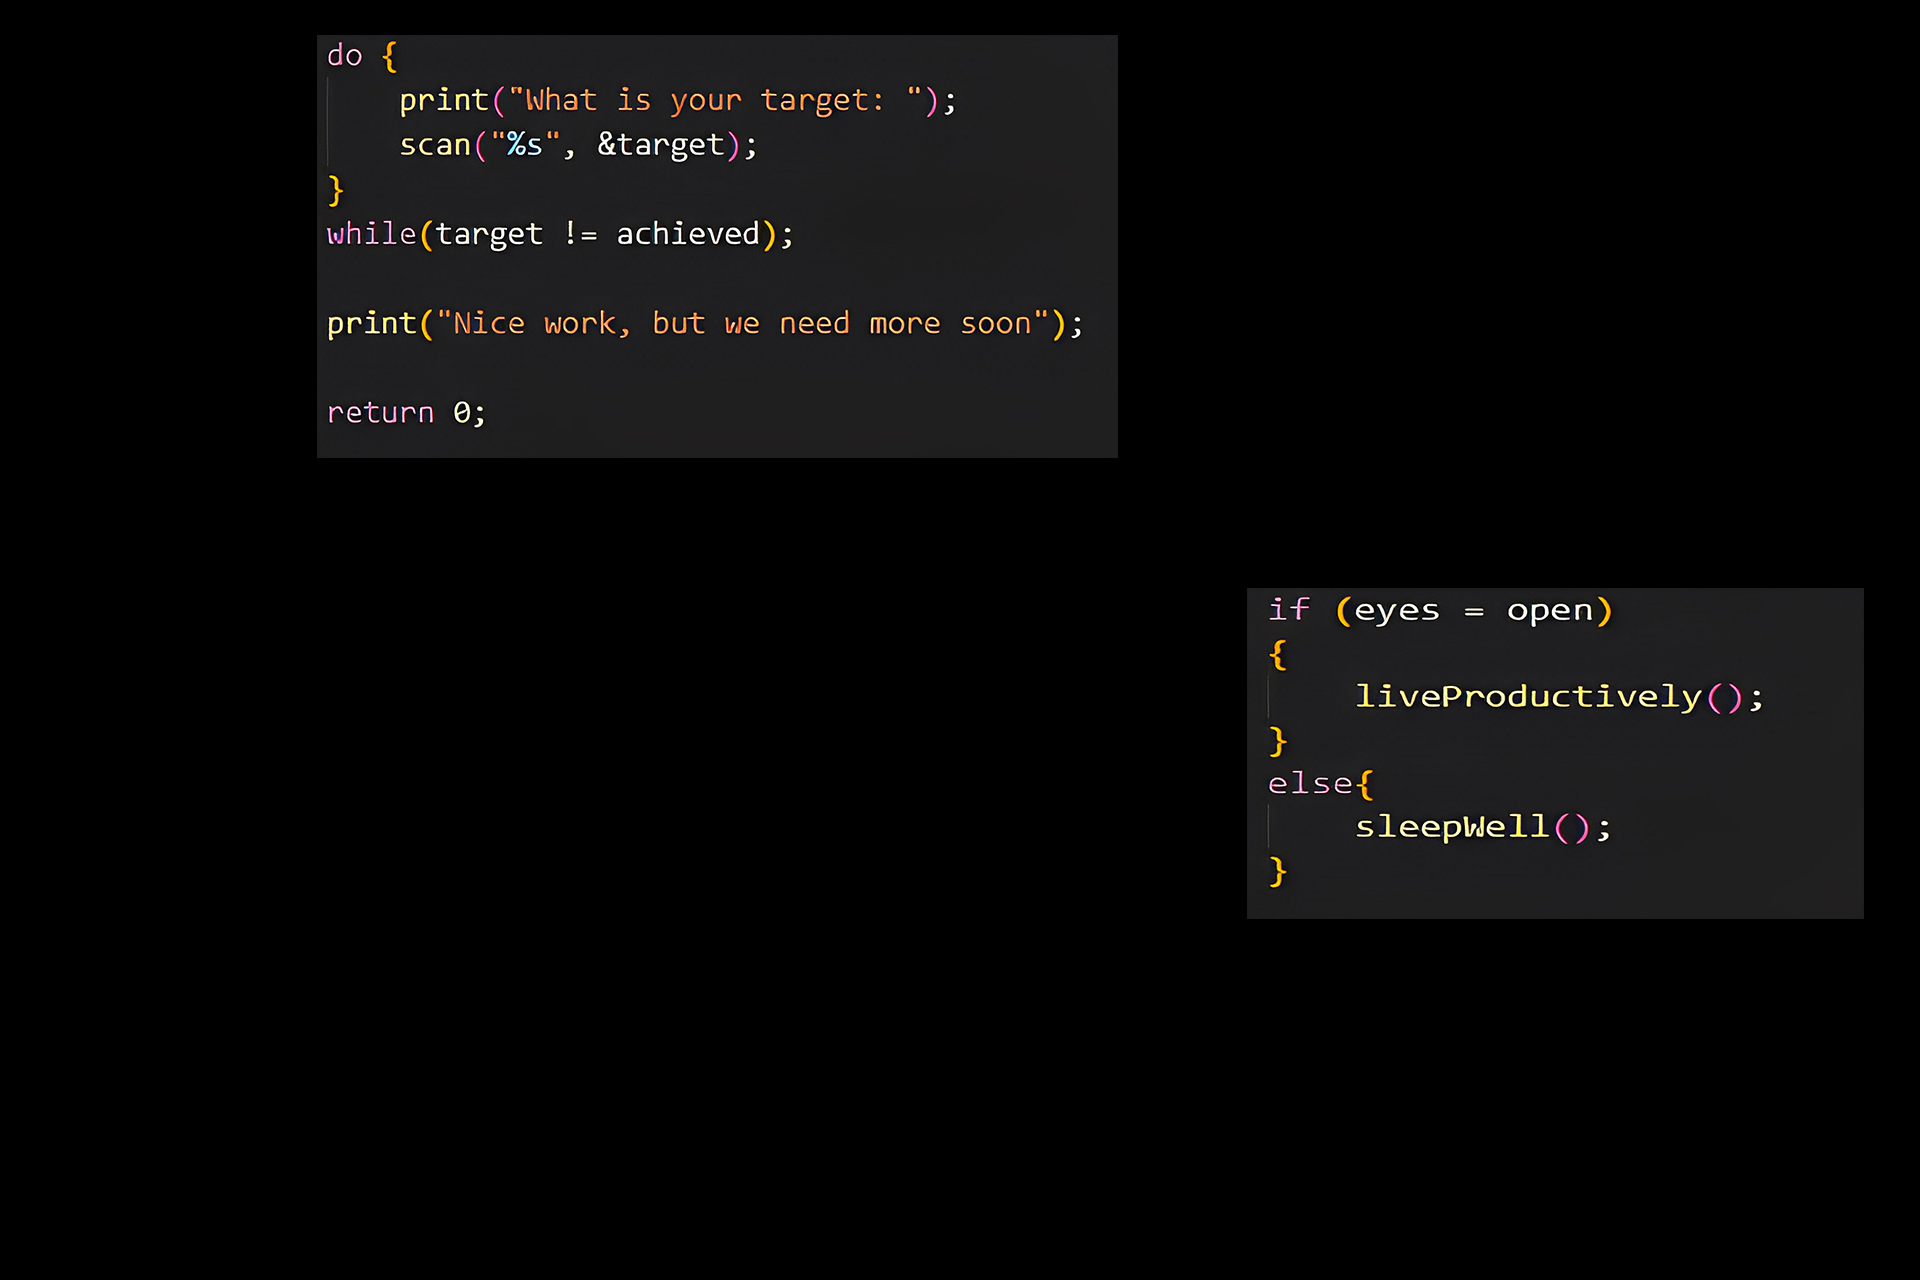 do {
    print("What is your target: ");
    scan("%s", &target);
}
while(target != achieved);
print("Nice work, but we need more soon");
return 0;
if (eyes = open)
{
    liveProductively();
}
else{
    sleepWell();
}